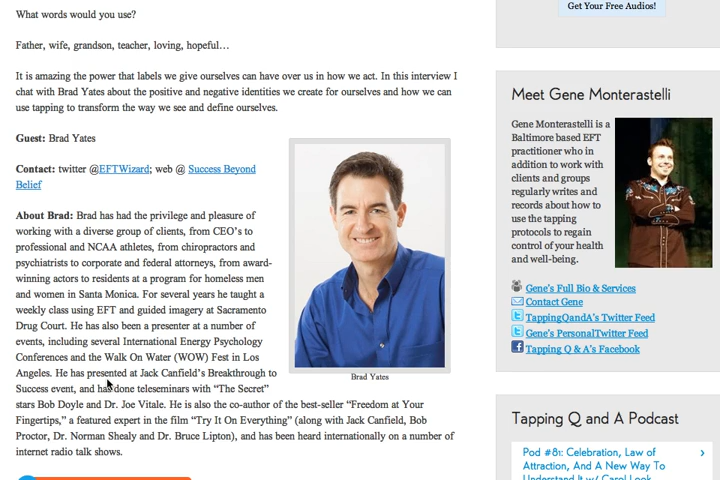 What words would you use?
Father, wife, grandson, teacher, loving, hopeful…
It is amazing the power that labels we give ourselves can have over us in how we act. In this interview I
chat with Brad Yates about the positive and negative identities we create for ourselves and how we can
use tapping to transform the way we see and define ourselves.
Guest: Brad Yates
Contact: twitter @EFTWizard; web @ Success Beyond
Belief
About Brad: Brad has had the privilege and pleasure of
working with a diverse group of clients, from CEO's to
professional and NCAA athletes, from chiropractors and
psychiatrists to corporate and federal attorneys, from award-
winning actors to residents at a program for homeless men
and women in Santa Monica. For several years he taught a
weekly class using EFT and guided imagery at Sacramento
Drug Court. He has also been a presenter at a number of
events, including several International Energy Psychology
Conferences and the Walk On Water (WOW) Fest in Los
Angeles. He has presented at Jack Canfield's Breakthrough to
Success event, and has done teleseminars with “The Secret”
stars Bob Doyle and Dr. Joe Vitale. He is also the co-author of the best-seller “Freedom at Your
Fingertips,” a featured expert in the film “Try It On Everything” (along with Jack Canfield, Bob
Proctor, Dr. Norman Shealy and Dr. Bruce Lipton), and has been heard internationally on a number of
internet radio talk shows.
Brad Yates
Get Your Free Audios!
Meet Gene Monterastelli
Gene Monterastelli is a
Baltimore based EFT
practitioner who in
addition to work with
clients and groups
regularly writes and
records about how to
use the tapping
protocols to regain
control of your health
and well-being.
Gene's Full Bio & Services
Contact Gene
TappingQandA's Twitter Feed
Gene's PersonalTwitter Feed
Tapping Q & A's Facebook
Tapping Q and A Podcast
Pod #81: Celebration, Law of
Attraction, And A New Way To
Understand It w/ Carol Look